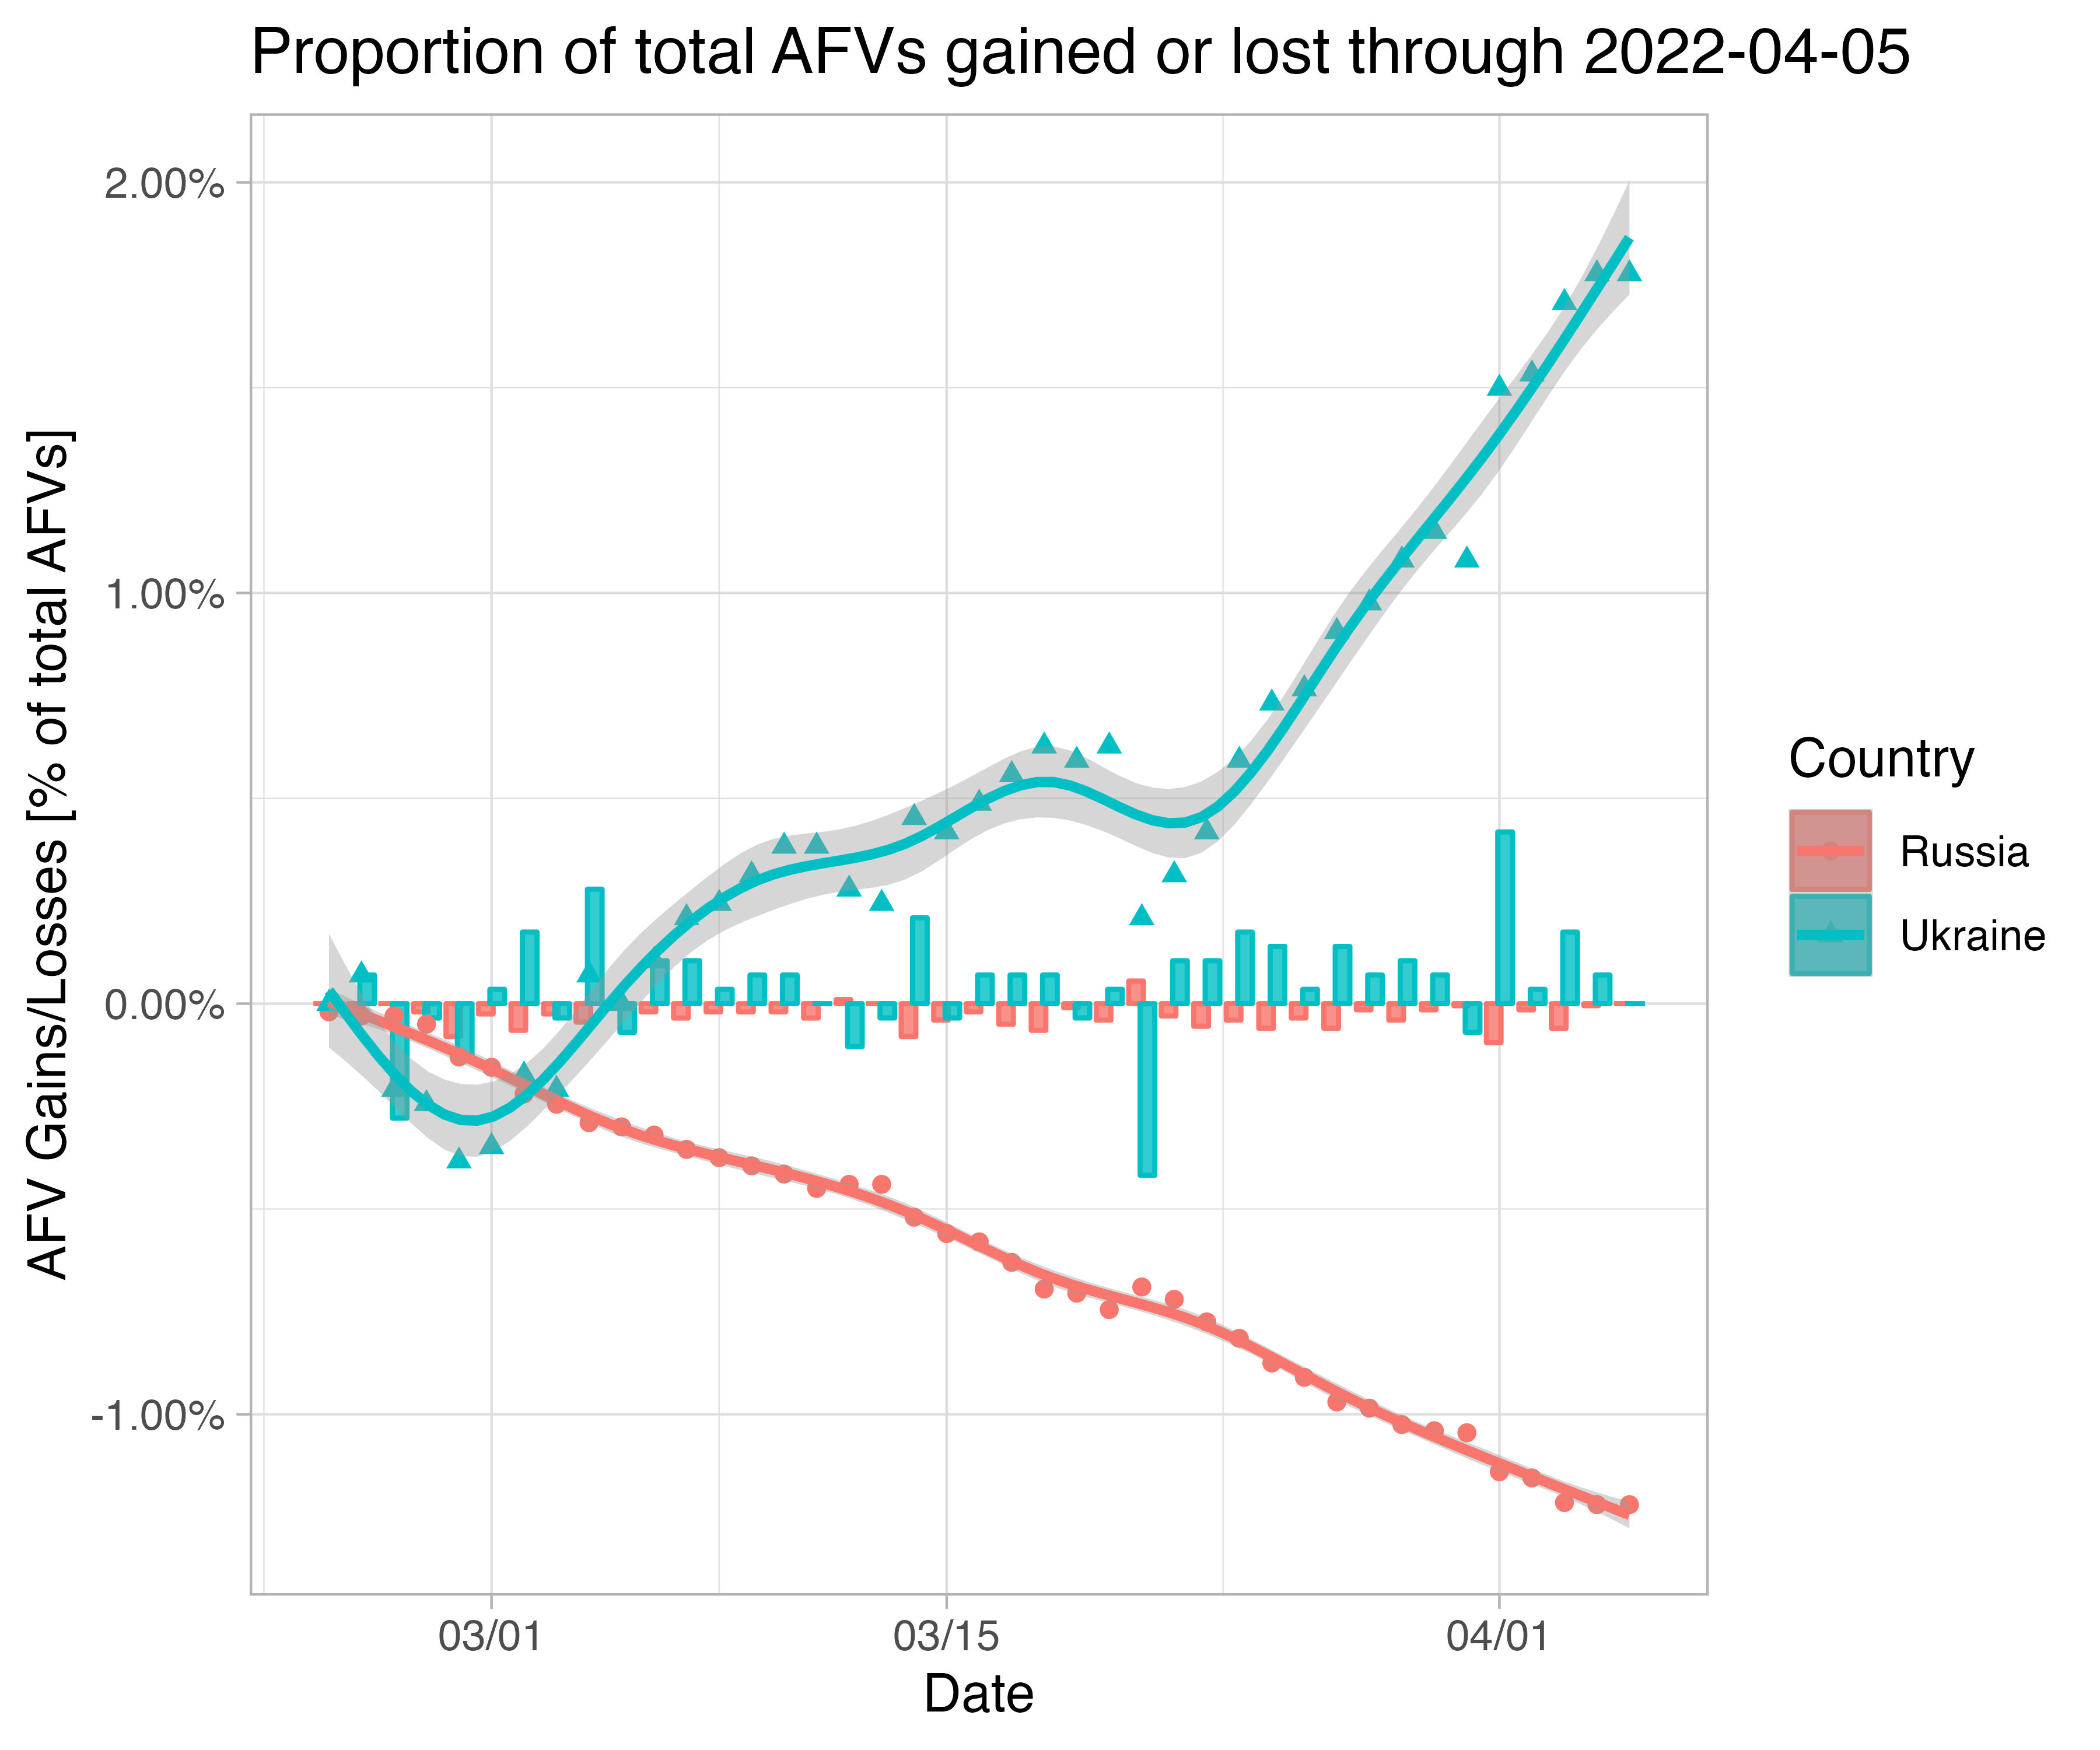 Proportion of total AFVs gained or lost through 2022-04-05
AFV Gains/Losses [% of total AFVs]
2.00%
1.00%
0.00%
-1.00%
03/01
03/15
04/01
Date
Country
Russia
Ukraine